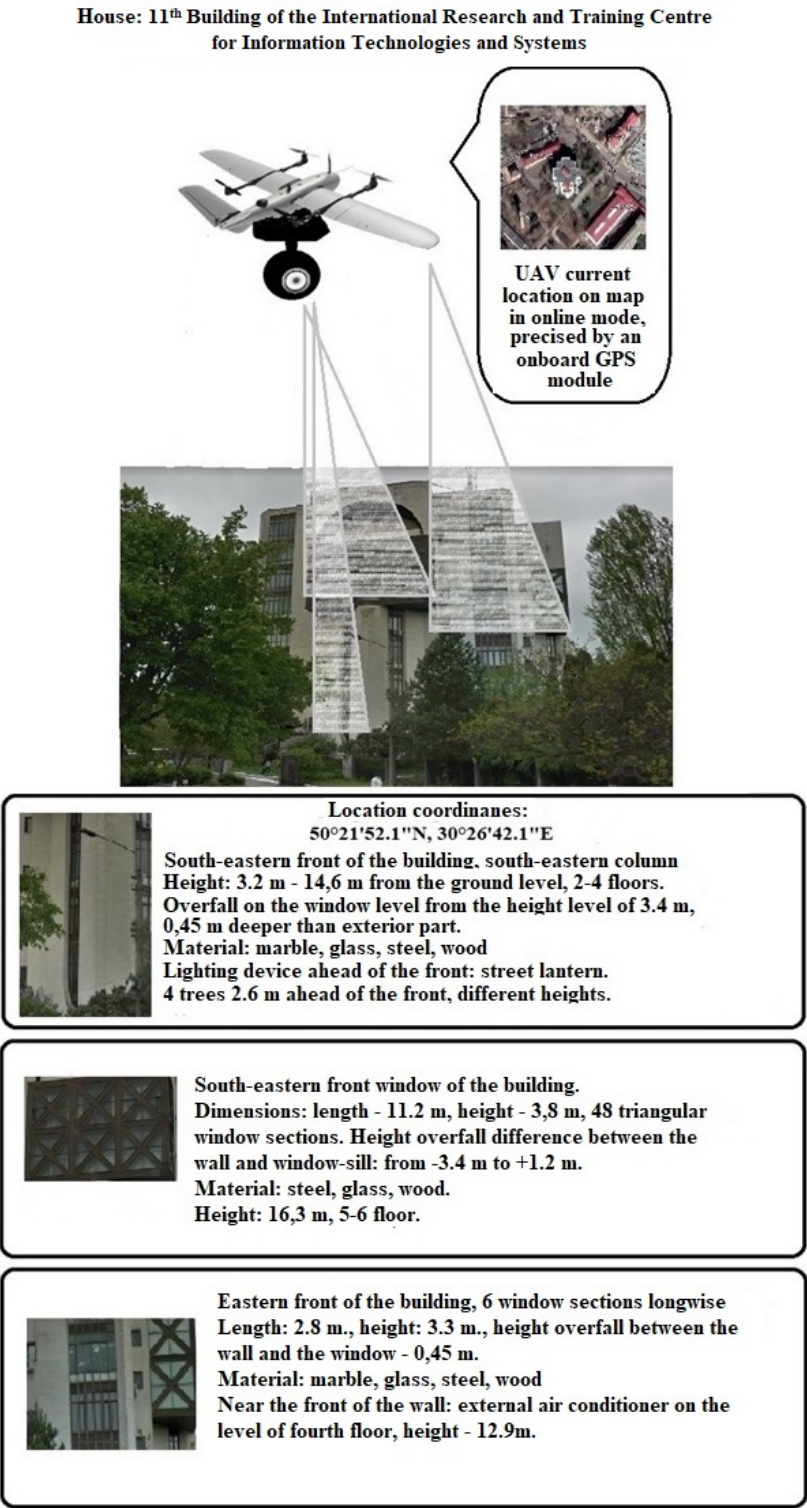 House: 11th Building of the International Research and Training Centre
for Information Technologies and Systems
UAV current
location on map
in online mode,
precised by an
onboard GPS
module
Location coordinanes:
50°21'52.1"N, 30°26'42.1"E
South-eastern front of the building, south-eastern column
Height: 3.2 m - 14,6 m from the ground level, 2-4 floors.
Overfall on the window level from the height level of 3.4 m,
0,45 m deeper than exterior part.
Material: marble, glass, steel, wood
Lighting device ahead of the front: street lantern.
4 trees 2.6 m ahead of the front, different heights.
South-eastern front window of the building.
Dimensions: length - 11.2 m, height - 3,8 m, 48 triangular
window sections. Height overfall difference between the
wall and window-sill: from -3.4 m to +1.2 m.
Material: steel, glass, wood.
Height: 16,3 m, 5-6 floor.
Eastern front of the building, 6 window sections longwise
Length: 2.8 m., height: 3.3 m., height overfall between the
wall and the window - 0,45 m.
Material: marble, glass, steel, wood
Near the front of the wall: external air conditioner on the
level of fourth floor, height - 12.9m.